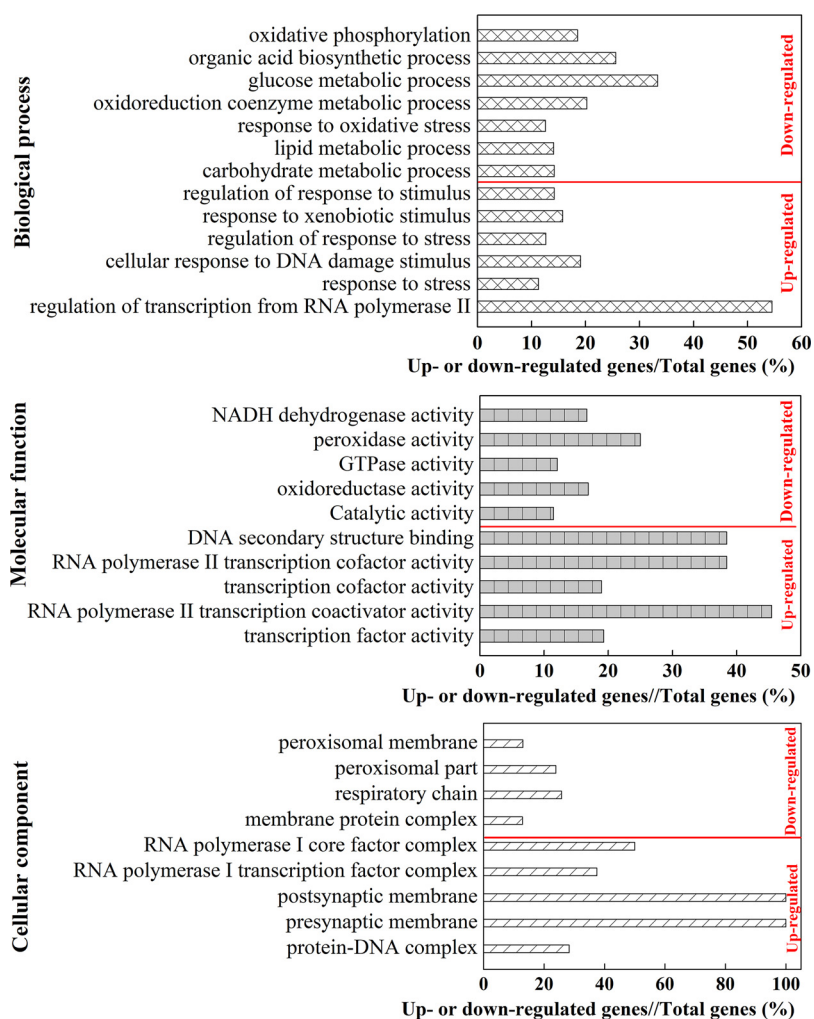 Biological process
oxidative phosphorylation
organic acid biosynthetic process
glucose metabolic process
oxidoreduction coenzyme metabolic process
response to oxidative stress
lipid metabolic process
carbohydrate metabolic process
regulation of response to stimulus
response to xenobiotic stimulus
regulation of response to stress
cellular response to DNA damage stimulus
response to stress
regulation of transcription from RNA polymerase II
Down-regulated
Up-regulated
0 10 20 30 40 50 60
Up- or down-regulated genes/Total genes (%)
Molecular function
NADH dehydrogenase activity
peroxidase activity
GTPase activity
oxidoreductase activity
Catalytic activity
DNA secondary structure binding
RNA polymerase II transcription cofactor activity
transcription cofactor activity
RNA polymerase II transcription coactivator activity
transcription factor activity
Down-regulated
Up-regulated
0 10 20 30 40 50
Up- or down-regulated genes//Total genes (%)
Cellular component
peroxisomal membrane
peroxisomal part
respiratory chain
membrane protein complex
RNA polymerase I core factor complex
RNA polymerase I transcription factor complex
postsynaptic membrane
presynaptic membrane
protein-DNA complex
Down-regulated
Up-regulated
0 20 40 60 80 100
Up- or down-regulated genes//Total genes (%)